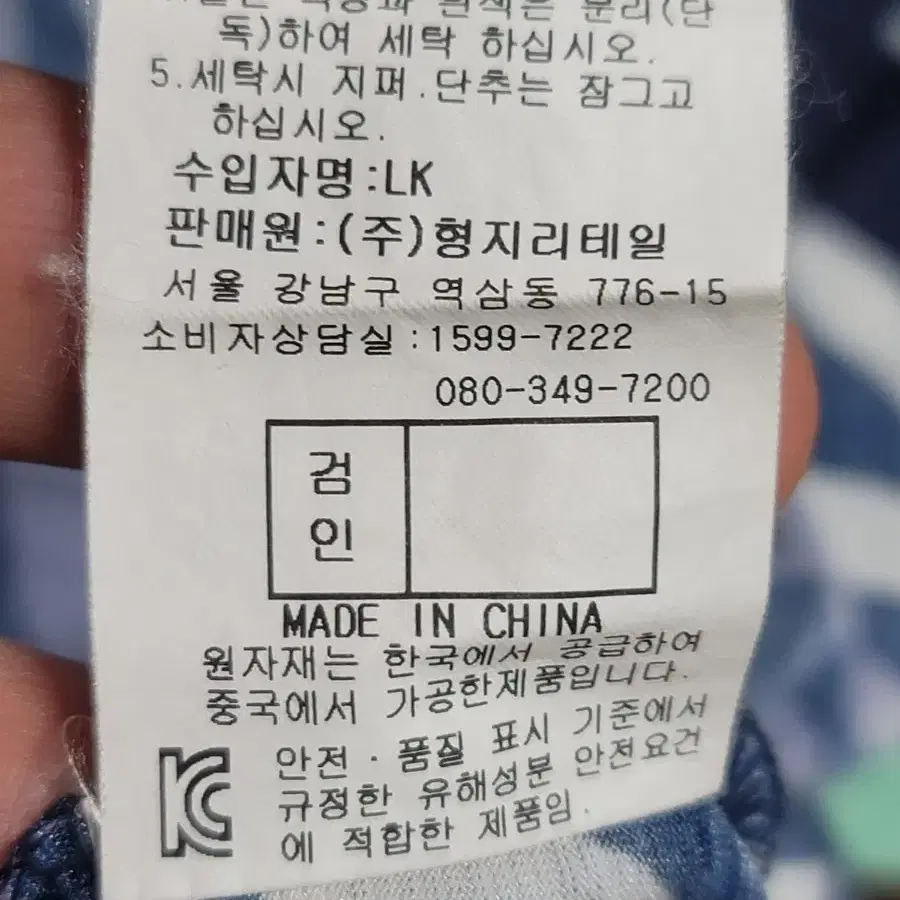 분리(단
독)하여 세탁 하십시오.
5.세탁시 지퍼.단추는 잠그고
하십시오.
수입자명:LK
판매원:(주)형지리테일
서울 강남구 역삼동 776-15
소비자상담실:1599-7222
080-349-7200
검
인
MADE IN CHINA
원자재는 한국에서 공급하여
중국에서 가공한제품입니다.
안전·품질 표시 기준에서
규정한 유해성분 안전요건
에 적합한 제품임.
KC